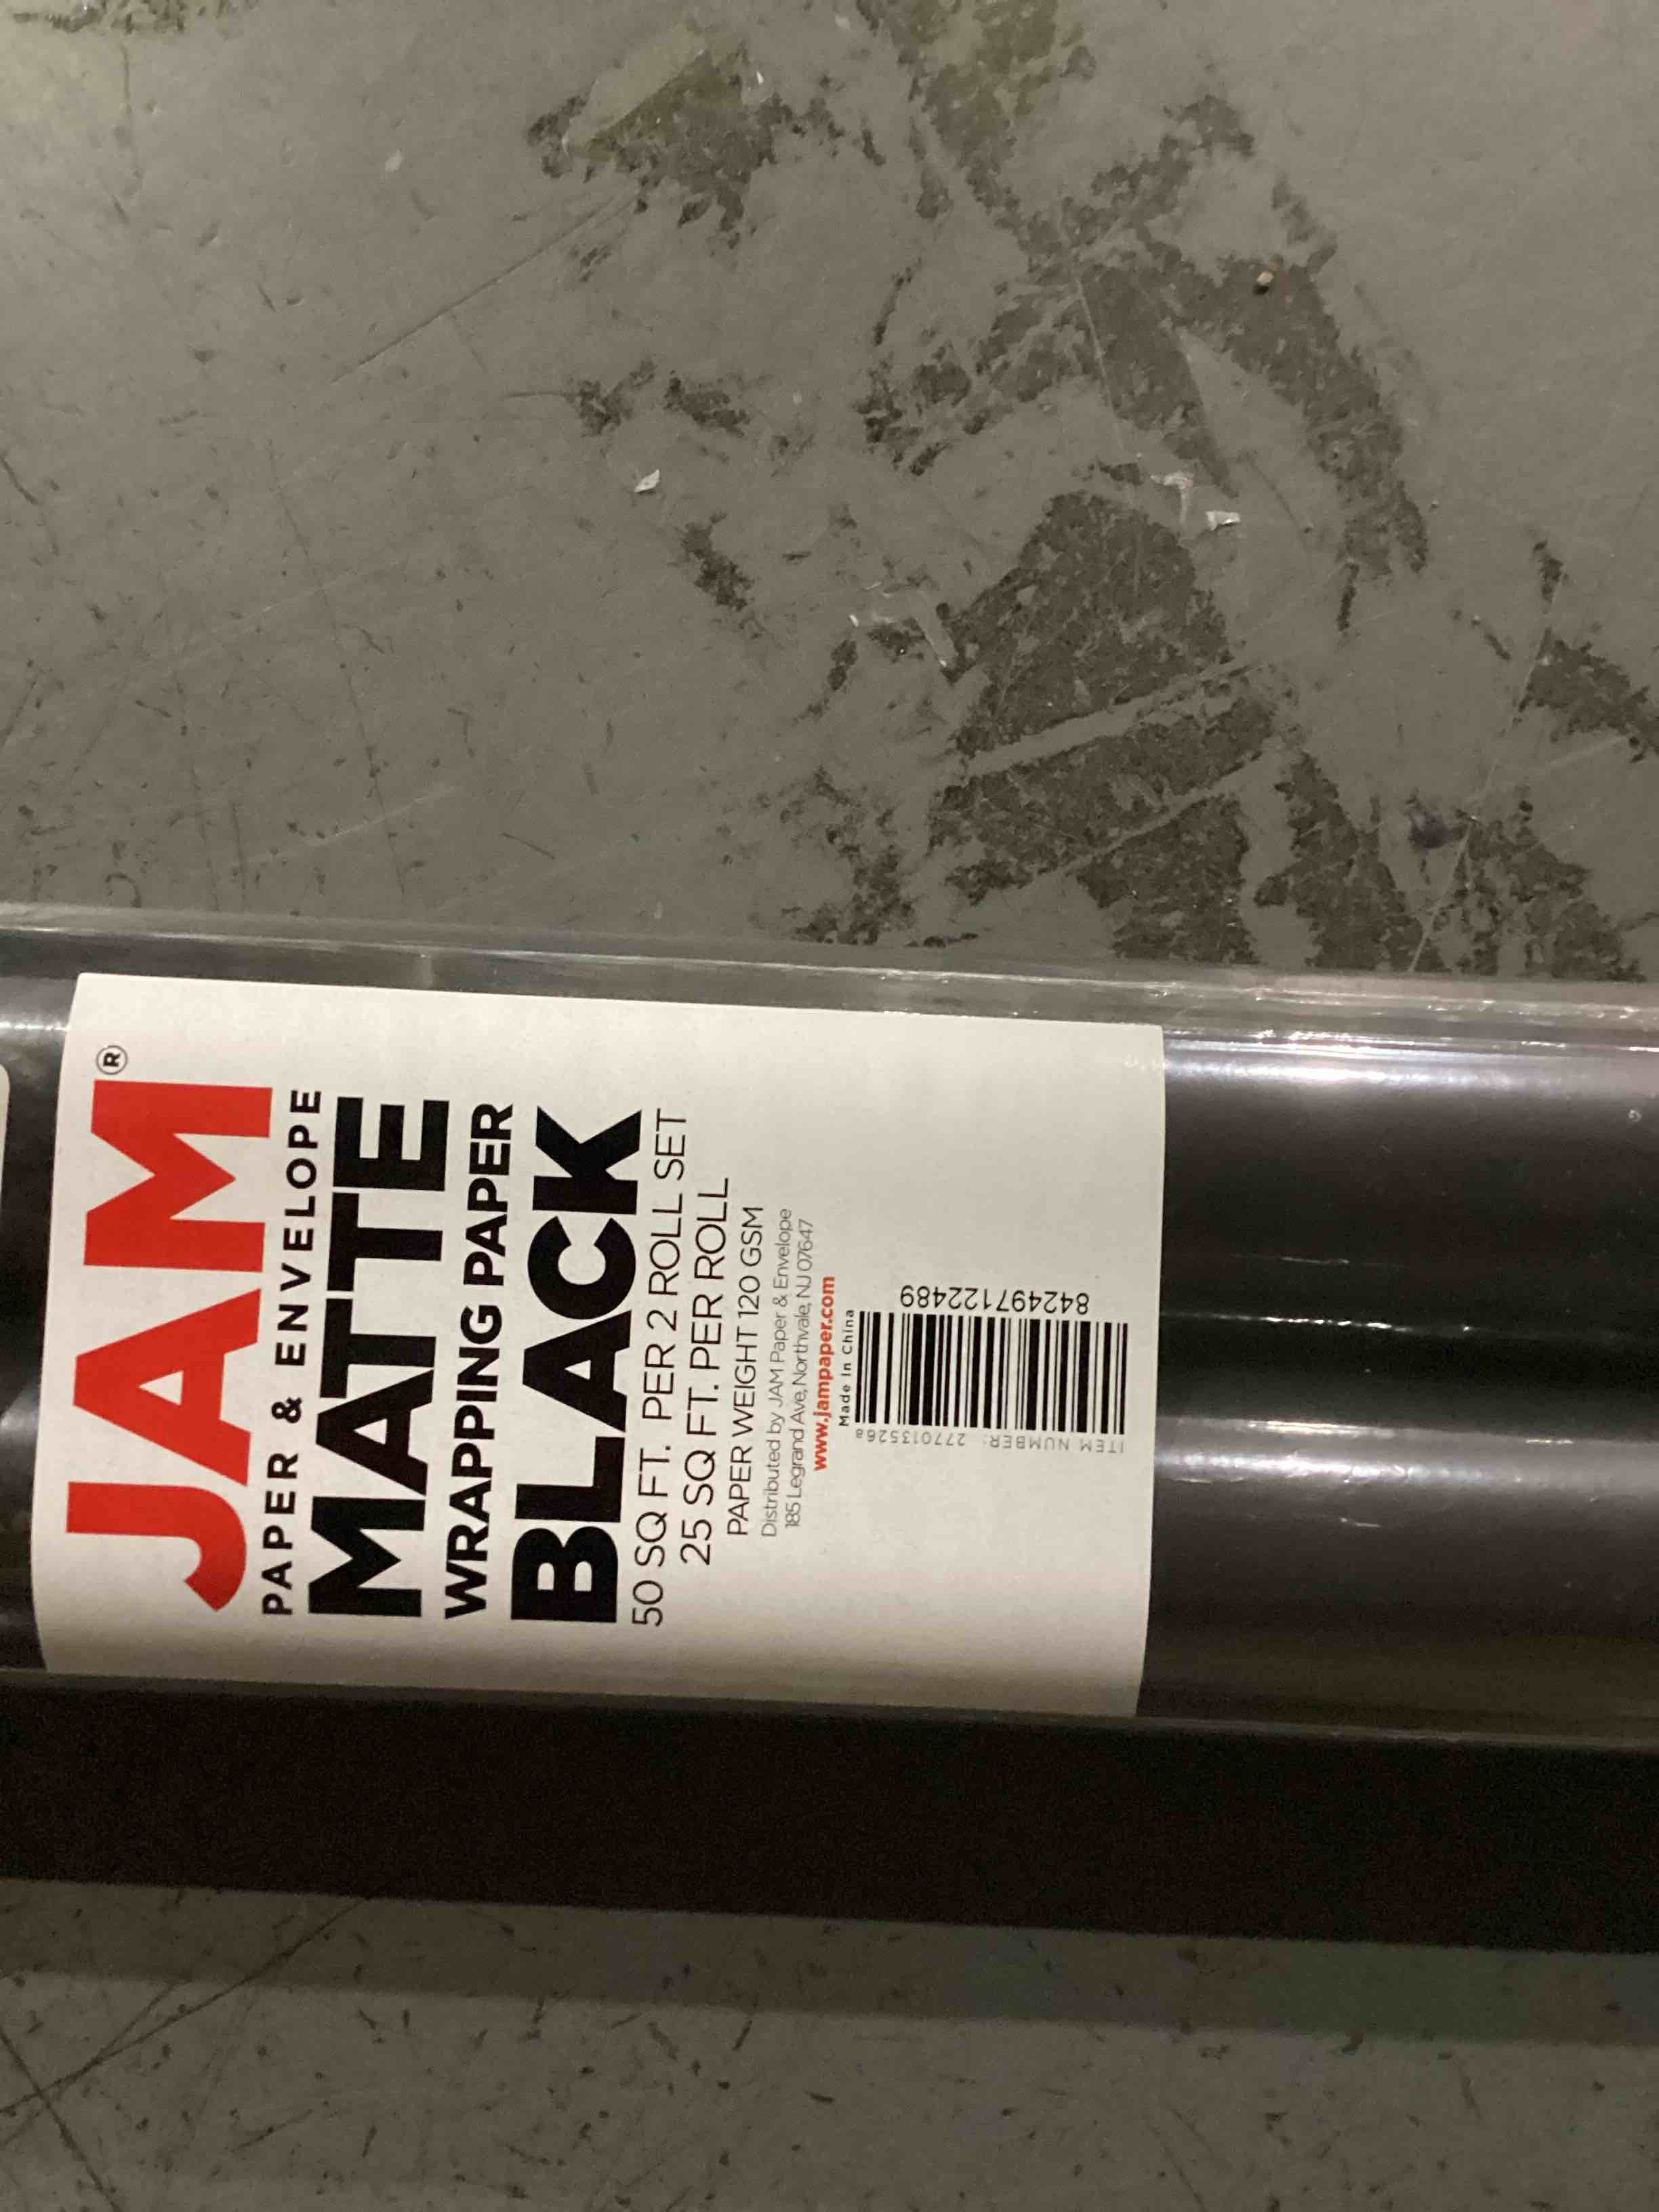 JAM®
PAPER & ENVELOPE
MATTE
WRAPPING PAPER
BLACK
50 SQ FT. PER 2 ROLL SET
25 SQ FT. PER ROLL
PAPER WEIGHT 120 GSM
Distributed by JAM Paper & Envelope
185 Legrand Ave, Northvale, NJ 07647
www.jampaper.com
Made In China
842497122489
ITEM NUMBER: 277013526a